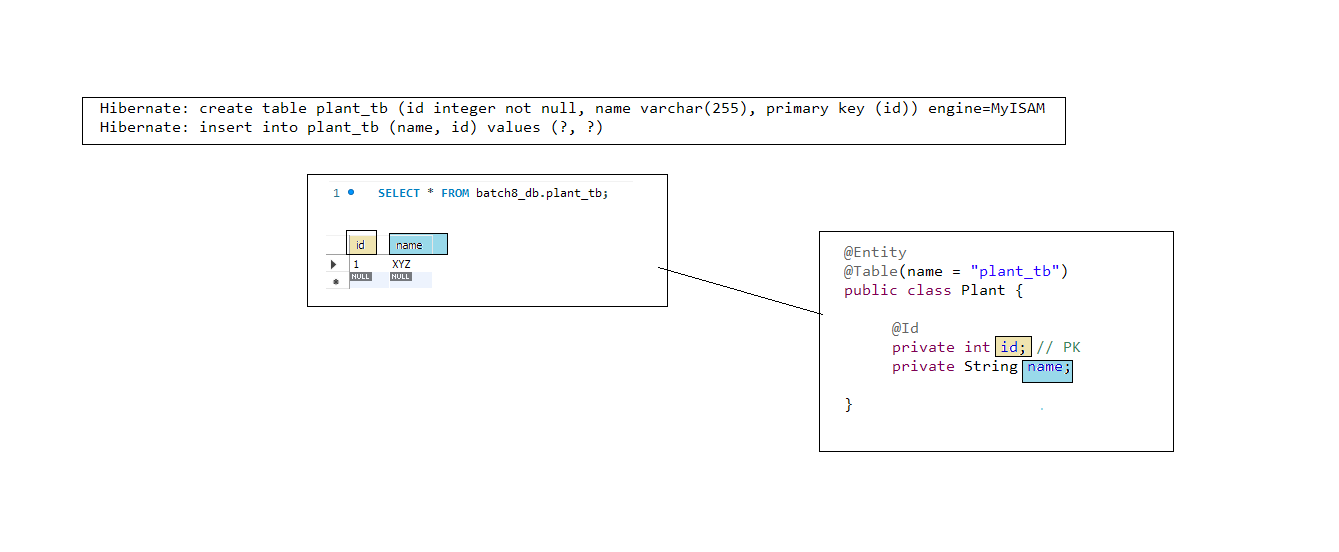 Hibernate: create table plant_tb (id integer not null, name varchar(255), primary key (id)) engine=MyISAM
Hibernate: insert into plant_tb (name, id) values (?, ?)
1 SELECT * FROM batch8_db.plant_tb;
id name
1 XYZ
NULL NULL
@Entity
@Table(name = "plant_tb")
public class Plant {
@Id
private int id; // PK
private String name;
}